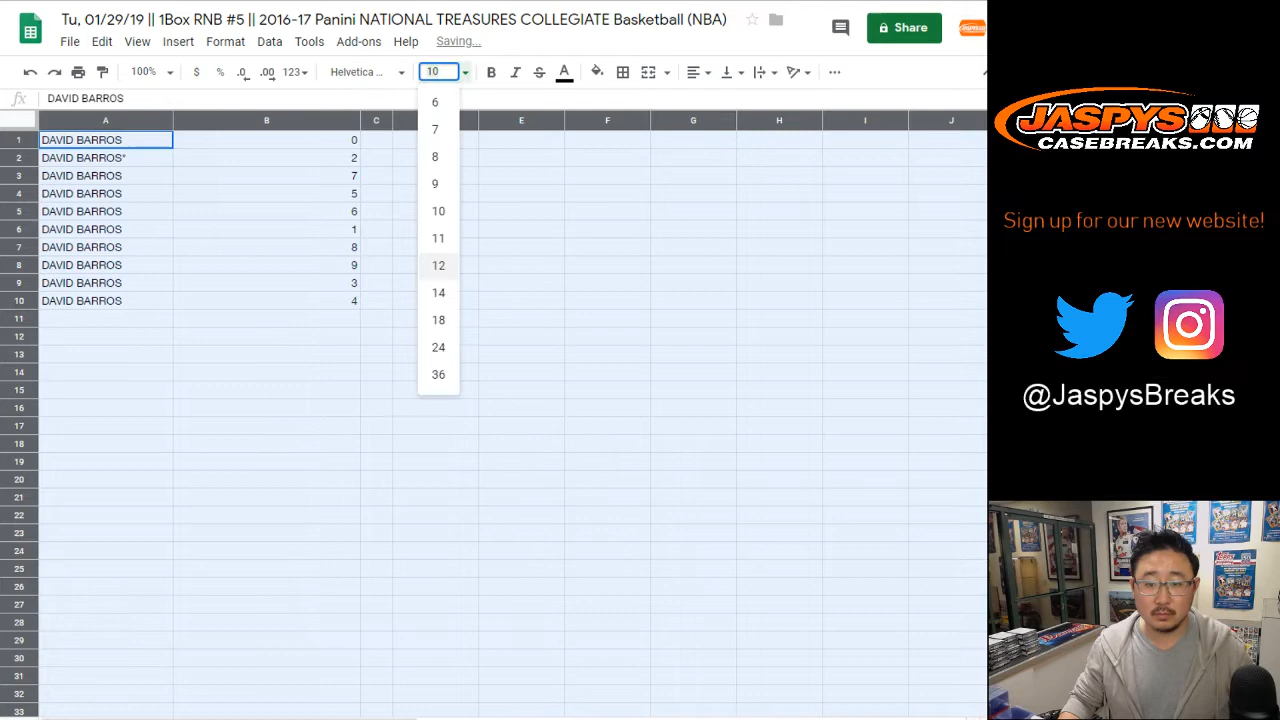 Tu, 01/29/19 || 1Box RNB #5 || 2016-17 Panini NATIONAL TREASURES COLLEGIATE Basketball (NBA)
File Edit View Insert Format Data Tools Add-ons Help Saving...
Share
100% $ % .0 .00 123 Helvetica ... 10 B I S A
fx DAVID BARROS
A B C E F G H I J
1 DAVID BARROS 0
2 DAVID BARROS* 2
3 DAVID BARROS 7
4 DAVID BARROS 5
5 DAVID BARROS 6
6 DAVID BARROS 1
7 DAVID BARROS 8
8 DAVID BARROS 9
9 DAVID BARROS 3
10 DAVID BARROS 4
11
12
13
14
15
16
17
18
19
20
21
22
23
24
25
26
27
28
29
30
31
32
33
6
7
8
9
10
11
12
14
18
24
36
JASPYS
CASEBREAKS.COM
Sign up for our new website!
@JaspysBreaks